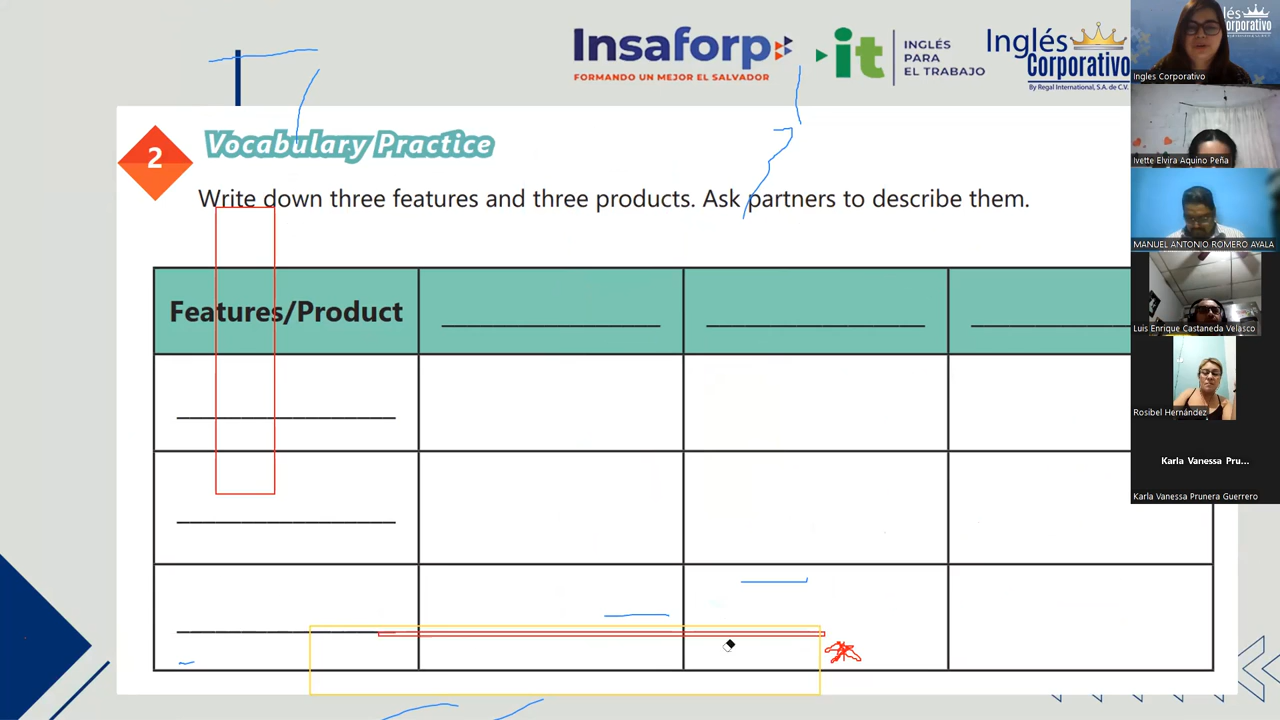 Insaforp
FORMANDO UN MEJOR EL SALVADOR
it
INGLÉS
PARA
EL TRABAJO
Inglés
Corporativo
By Regal International, S.A. de C.V.
2
Vocabulary Practice
Write down three features and three products. Ask partners to describe them.
Features/Product
lés
Corporativo
Ingles Corporativo
Ivette Elvira Aquino Peña
MANUEL ANTONIO ROMERO AYALA
Luis Enrique Castaneda Velasco
Rosibel Hernández
Karla Vanessa Pru...
Karla Vanessa Prunera Guerrero